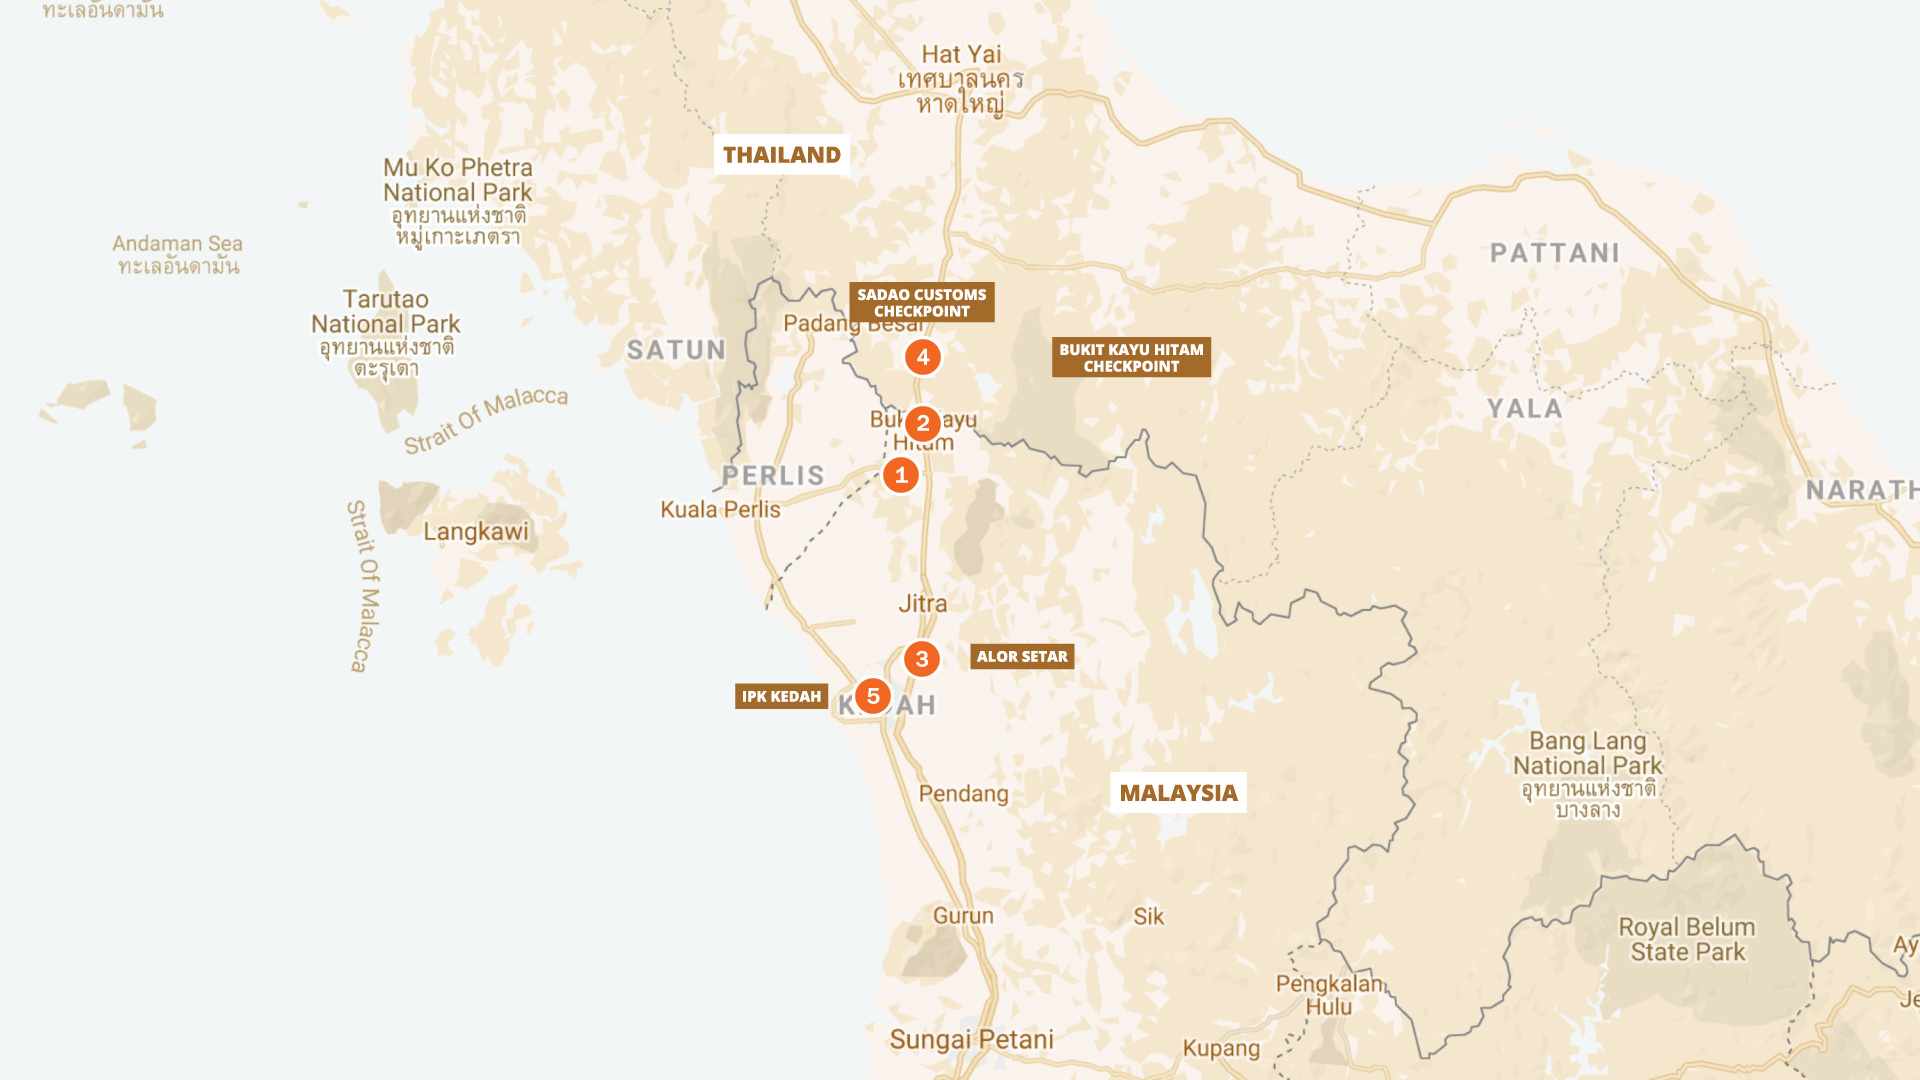 ทะเลอันดามัน
Hat Yai
เทศบาลนคร
หาดใหญ่
THAILAND
Mu Ko Phetra
National Park
อุทยานแห่งชาติ
หมู่เกาะเภตรา
Andaman Sea
ทะเลอันดามัน
PATTANI
Tarutao
National Park
อุทยานแห่งชาติ
ตะรุเตา
SADAO CUSTOMS
CHECKPOINT
Padang Besar
SATUN
4
BUKIT KAYU HITAM
CHECKPOINT
Strait Of Malacca
YALA
2
Hitam
1
PERLIS
Kuala Perlis
NARATH
Langkawi
Strait Of Malacca
Jitra
3
ALOR SETAR
IPK KEDAH
5
Bang Lang
National Park
อุทยานแห่งชาติ
บางลาง
Pendang
MALAYSIA
Gurun
Sik
Royal Belum
State Park
Ay
Pengkalan
Hulu
Je
Sungai Petani
Kupang